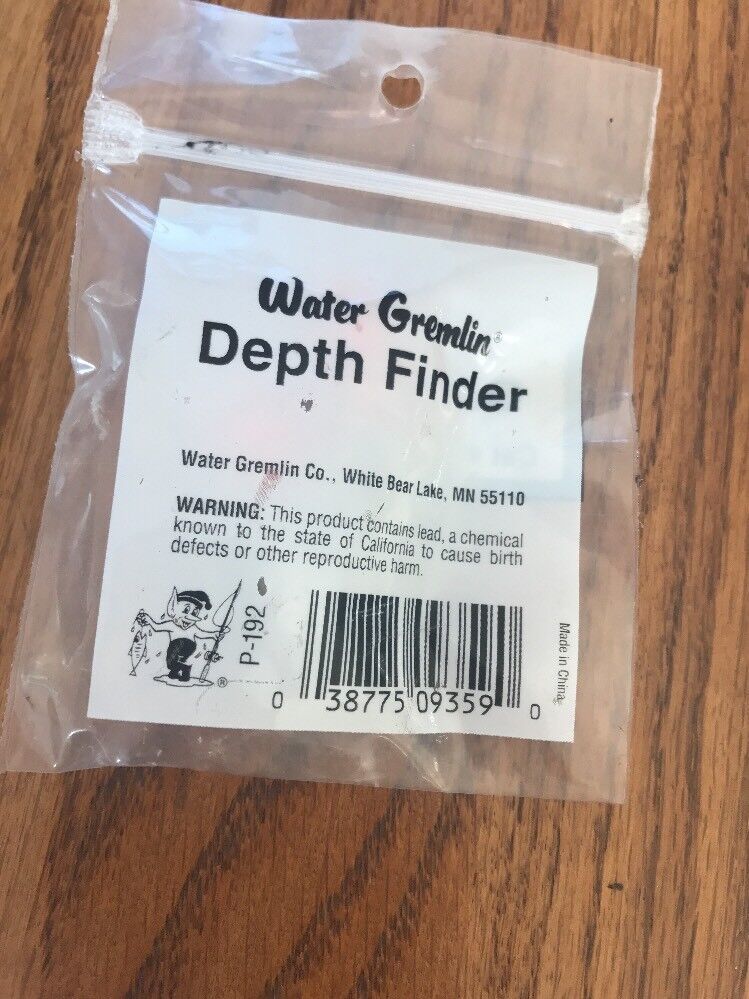 Water Gremlin®
Depth Finder
Water Gremlin Co., White Bear Lake, MN 55110
WARNING: This product contains lead, a chemical
known to the state of California to cause birth
defects or other reproductive harm.
®
P-192
0 38775 09359 0
Made in China